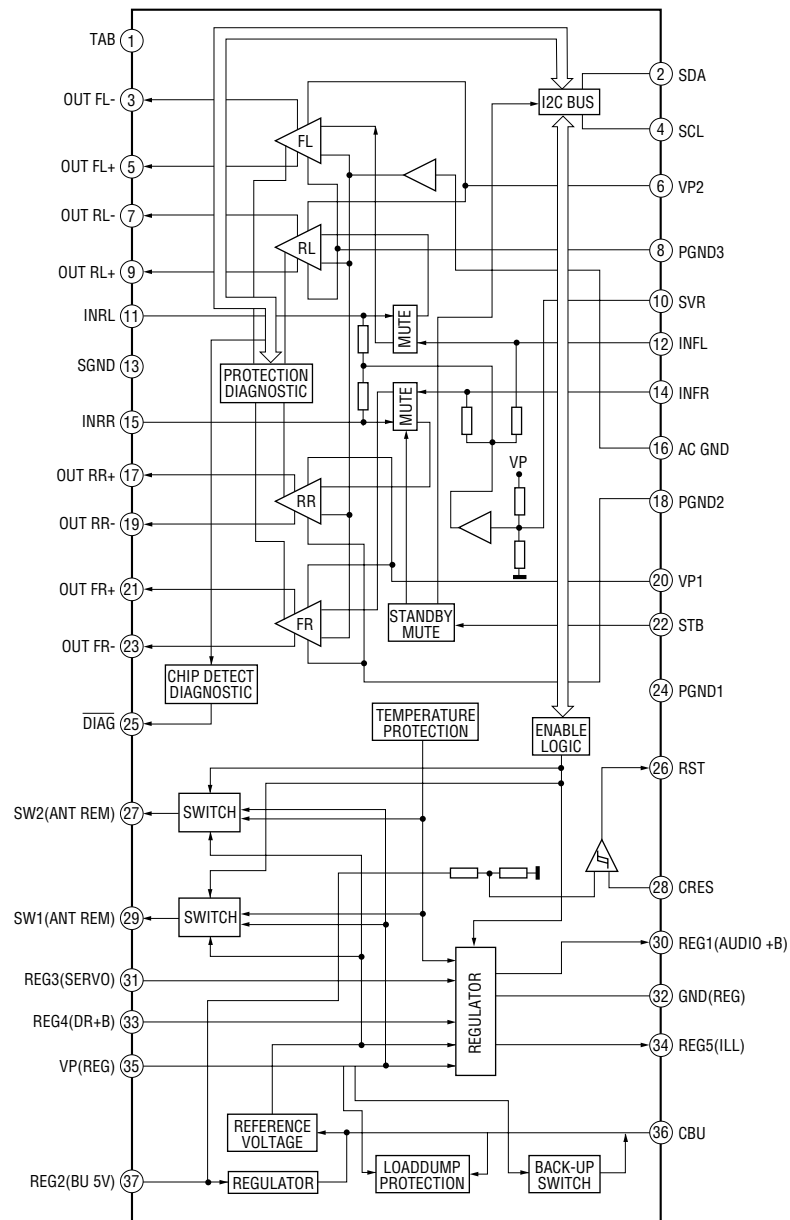 TAB 1
2 SDA
OUT FL- 3
I2C BUS
4 SCL
FL
OUT FL+ 5
6 VP2
OUT RL- 7
RL
8 PGND3
OUT RL+ 9
10 SVR
INRL 11
MUTE
12 INFL
SGND 13
PROTECTION
DIAGNOSTIC
14 INFR
MUTE
INRR 15
16 AC GND
VP
OUT RR+ 17
18 PGND2
RR
OUT RR- 19
20 VP1
OUT FR+ 21
STANDBY
MUTE
22 STB
FR
OUT FR- 23
CHIP DETECT
DIAGNOSTIC
24 PGND1
DIAG 25
TEMPERATURE
PROTECTION
ENABLE
LOGIC
26 RST
SW2(ANT REM) 27
SWITCH
28 CRES
SW1(ANT REM) 29
SWITCH
30 REG1(AUDIO +B)
REG3(SERVO) 31
REGULATOR
32 GND(REG)
REG4(DR+B) 33
34 REG5(ILL)
VP(REG) 35
REFERENCE
VOLTAGE
36 CBU
REG2(BU 5V) 37
REGULATOR
LOADDUMP
PROTECTION
BACK-UP
SWITCH